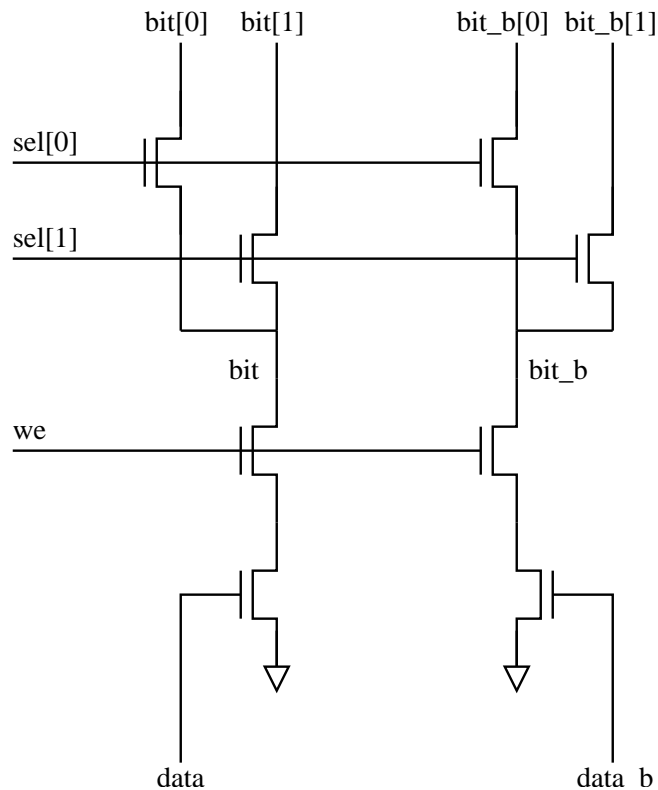 bit[0] bit[1] bit_b[0] bit_b[1]
sel[0]
sel[1]
bit bit_b
we
data data_b